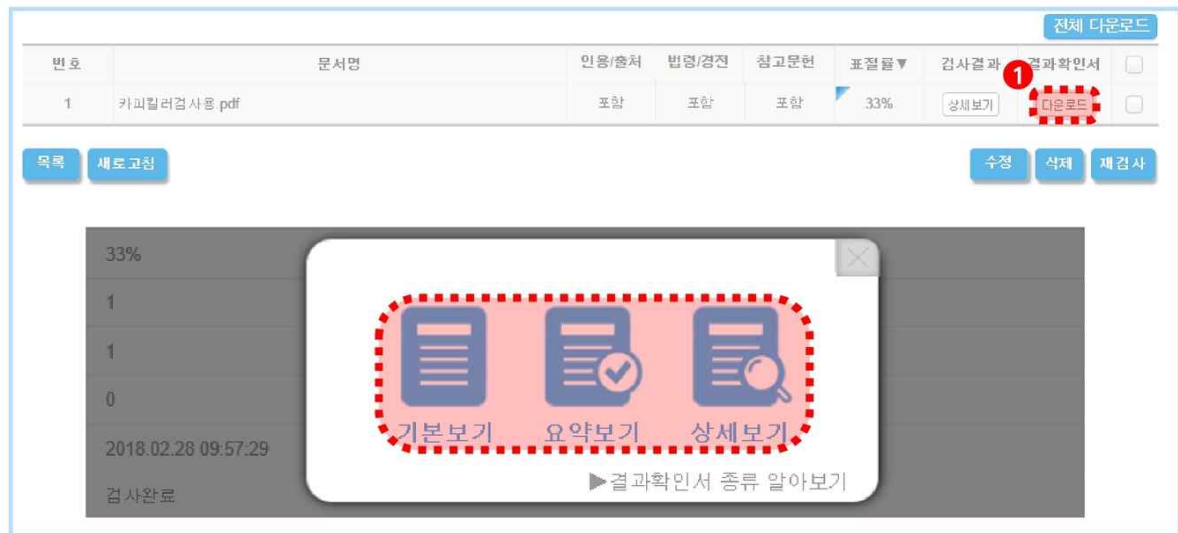 전체 다운로드
번호 문서명 인용/출처 법령/경전 참고문헌 표절률▼ 검사결과 결과확인서
1
1 카피킬러검사용.pdf 포함 포함 포함 33% 상세보기 다운로드
목록 새로고침 수정 삭제 재검사
33%
1
1
0
기본보기 요약보기 상세보기
2018.02.28 09:57:29
▶결과확인서 종류 알아보기
검사완료